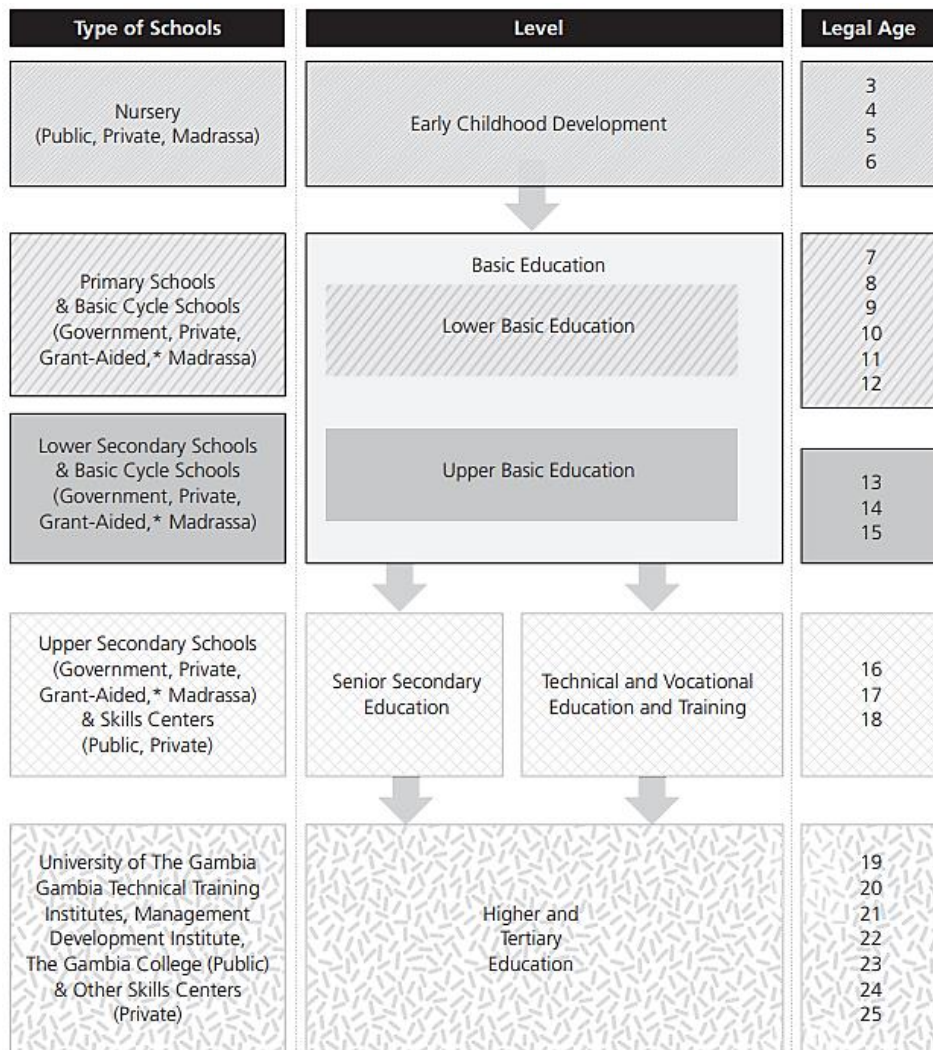 Type of Schools
Level
Legal Age
Nursery
(Public, Private, Madrassa)
Early Childhood Development
3
4
5
6
Primary Schools
& Basic Cycle Schools
(Government, Private,
Grant-Aided,* Madrassa)
Basic Education
Lower Basic Education
7
8
9
10
11
12
Lower Secondary Schools
& Basic Cycle Schools
(Government, Private,
Grant-Aided,* Madrassa)
Upper Basic Education
13
14
15
Upper Secondary Schools
(Government, Private,
Grant-Aided,* Madrassa)
& Skills Centers
(Public, Private)
Senior Secondary
Education
Technical and Vocational
Education and Training
16
17
18
University of The Gambia
Gambia Technical Training
Institutes, Management
Development Institute,
The Gambia College (Public)
& Other Skills Centers
(Private)
Higher and
Tertiary
Education
19
20
21
22
23
24
25